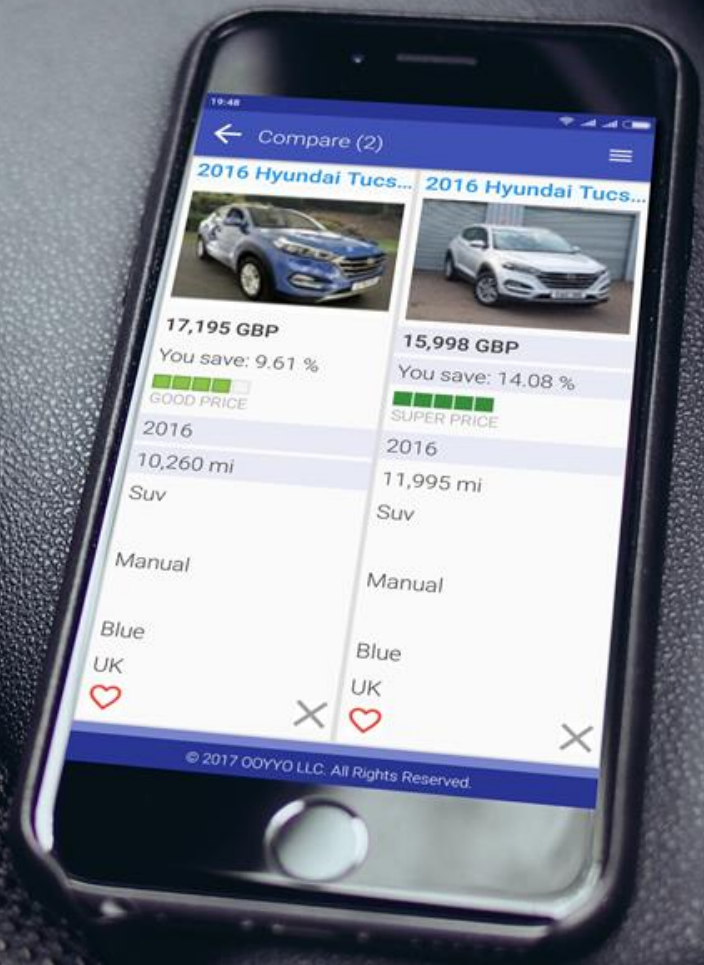 19:48
Compare (2)
2016 Hyundai Tucs...
17,195 GBP
You save: 9.61 %
GOOD PRICE
2016
10,260 mi
Suv
Manual
Blue
UK
2016 Hyundai Tucs...
15,998 GBP
You save: 14.08 %
SUPER PRICE
2016
11,995 mi
Suv
Manual
Blue
UK
© 2017 OOYYO LLC. All Rights Reserved.